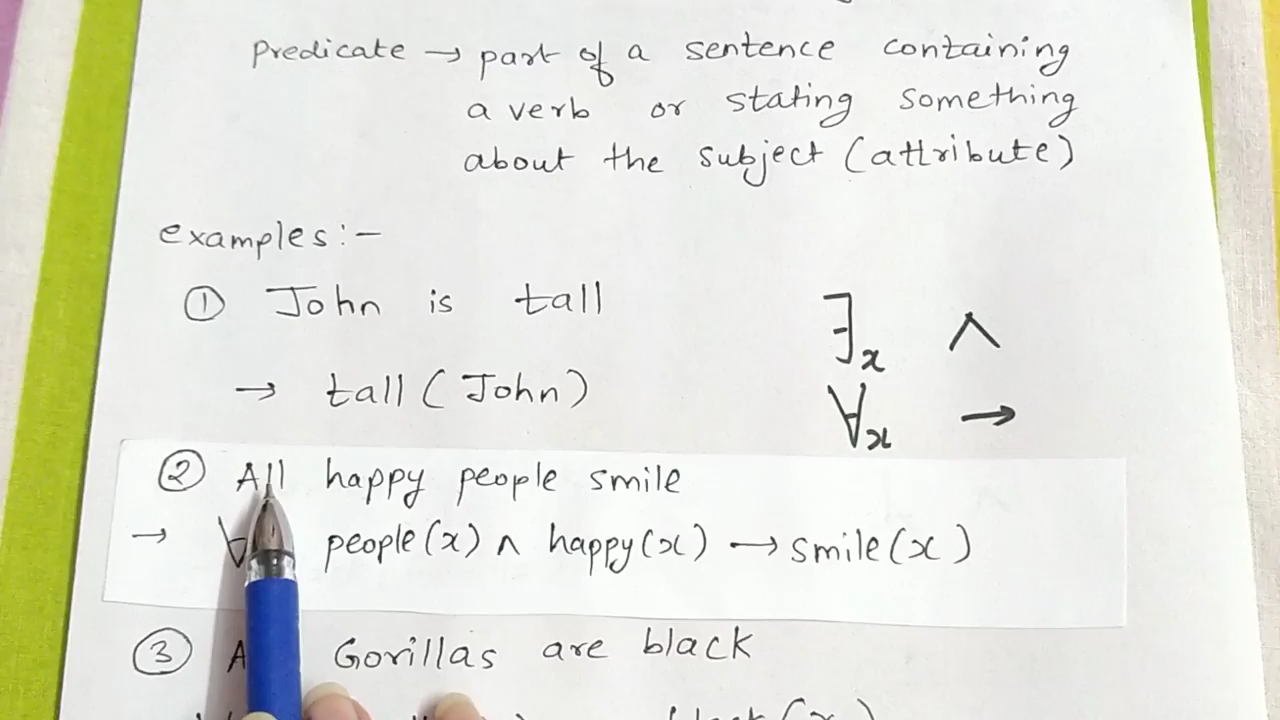 Predicate → part of a sentence containing
a verb or stating something
about the subject (attribute)
examples:-
① John is tall
→ tall (John)
∃x ∧
∀x →
② All happy people smile
→ people(x) ∧ happy(x) → smile(x)
③ Gorillas are black